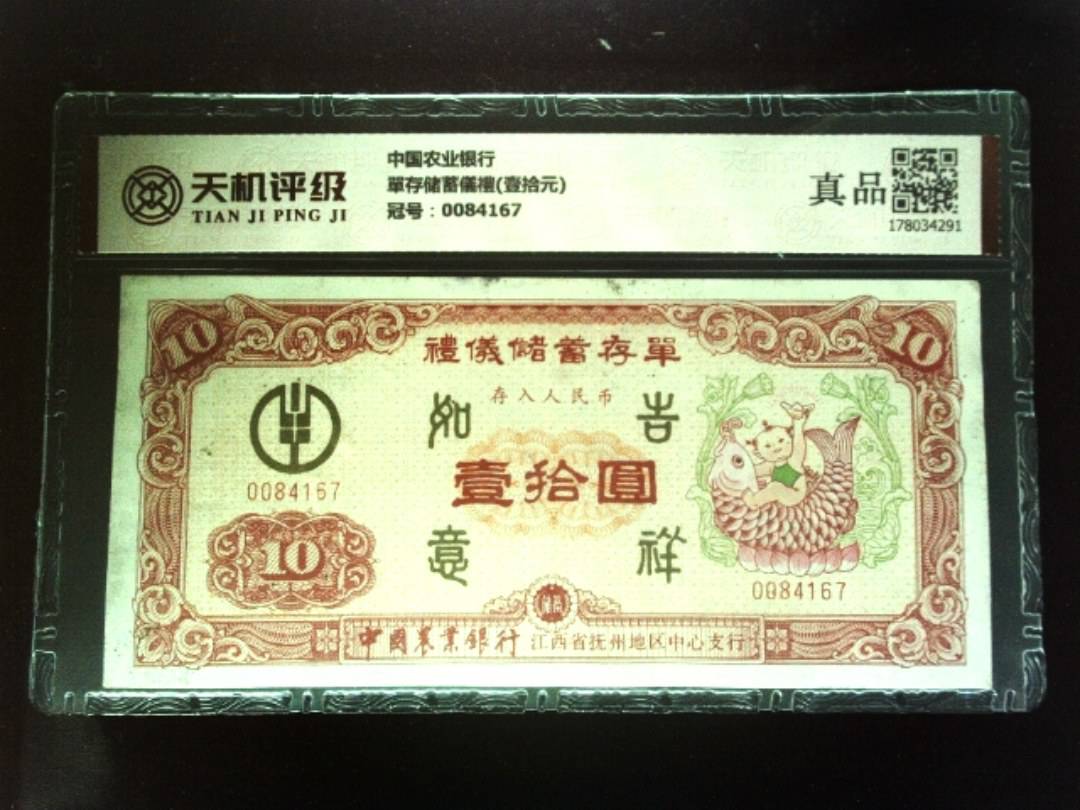 天机评级
TIAN JI PING JI
中国农业银行
單存储蓄儀禮(壹拾元)
冠号：0084167
真品
178034291
10
10
禮儀儲蓄存單
存入人民币
如
吉
壹拾圓
意
祥
0084167
10
0084167
中國農業銀行 江西省抚州地区中心支行